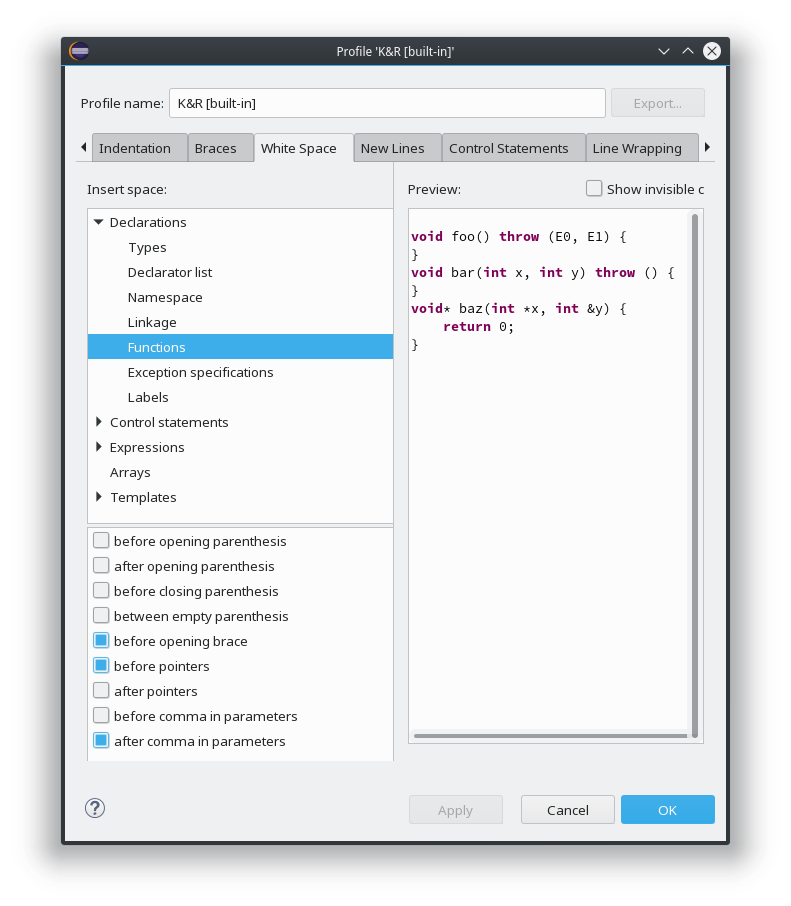 Profile 'K&R [built-in]'
Profile name: K&R [built-in] Export...
Indentation Braces White Space New Lines Control Statements Line Wrapping
Insert space:
Declarations
Types
Declarator list
Namespace
Linkage
Functions
Exception specifications
Labels
Control statements
Expressions
Arrays
Templates
before opening parenthesis
after opening parenthesis
before closing parenthesis
between empty parenthesis
before opening brace
before pointers
after pointers
before comma in parameters
after comma in parameters
Preview: Show invisible c
void foo() throw (E0, E1) {
}
void bar(int x, int y) throw () {
}
void* baz(int *x, int &y) {
    return 0;
}
? Apply Cancel OK